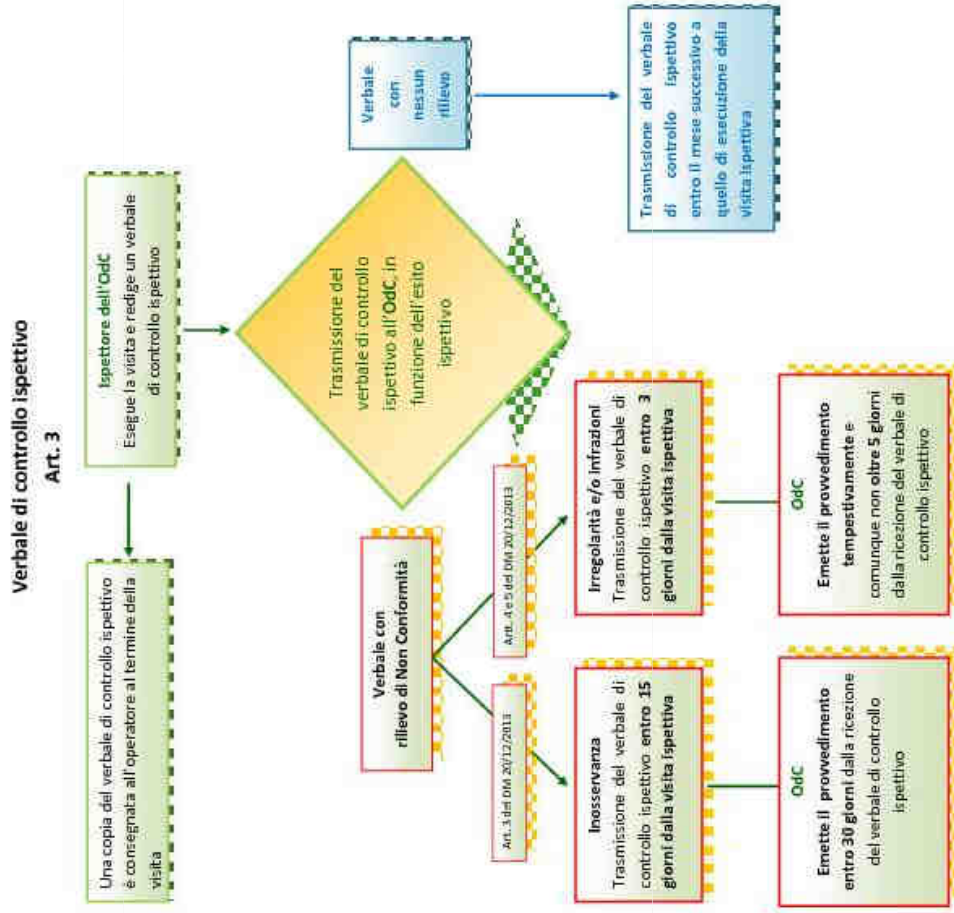 Verbale di controllo ispettivo
Art. 3
Una copia del verbale di controllo ispettivo
è consegnata all'operatore al termine della
visita
Ispettore dell'OdC
Esegue la visita e redige un verbale
di controllo ispettivo
Trasmissione del
verbale di controllo
ispettivo all'OdC, in
funzione dell'esito
ispettivo
Verbale con
rilievo di Non Conformità
Verbale
con
nessun
rilievo
Art. 3 del DM 20/12/2013
Artt. 4 e 5 del DM 20/12/2013
Inosservanza
Trasmissione del verbale di
controllo ispettivo entro 15
giorni dalla visita ispettiva
Irregolarità e/o infrazioni
Trasmissione del verbale di
controllo ispettivo entro 3
giorni dalla visita ispettiva
Trasmissione del verbale
di controllo ispettivo
entro il mese successivo a
quello di esecuzione della
visita ispettiva
OdC
Emette il provvedimento
entro 30 giorni dalla ricezione
del verbale di controllo
ispettivo
OdC
Emette il provvedimento
tempestivamente e
comunque non oltre 5 giorni
dalla ricezione del verbale di
controllo ispettivo